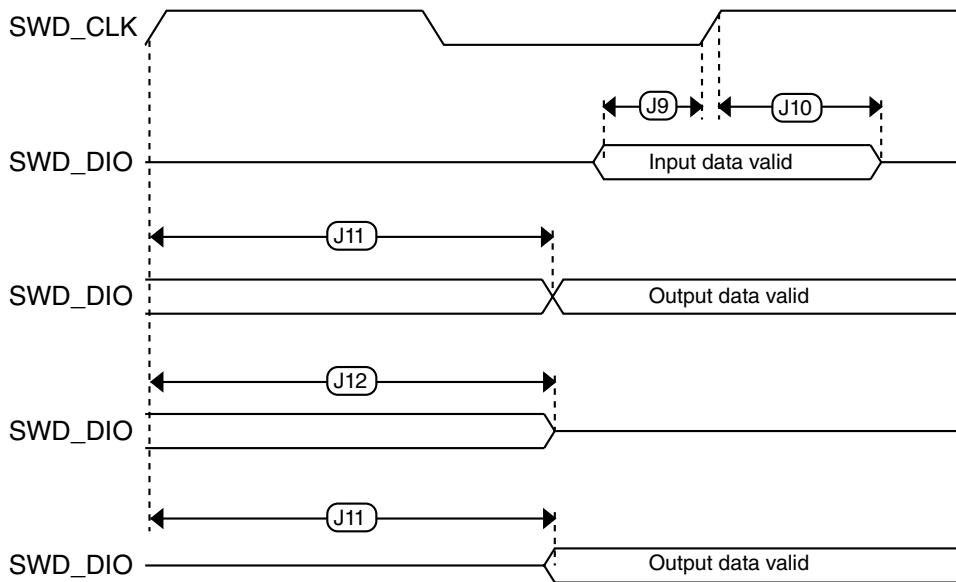 SWD_CLK
J9
J10
SWD_DIO
Input data valid
J11
SWD_DIO
Output data valid
J12
SWD_DIO
J11
SWD_DIO
Output data valid